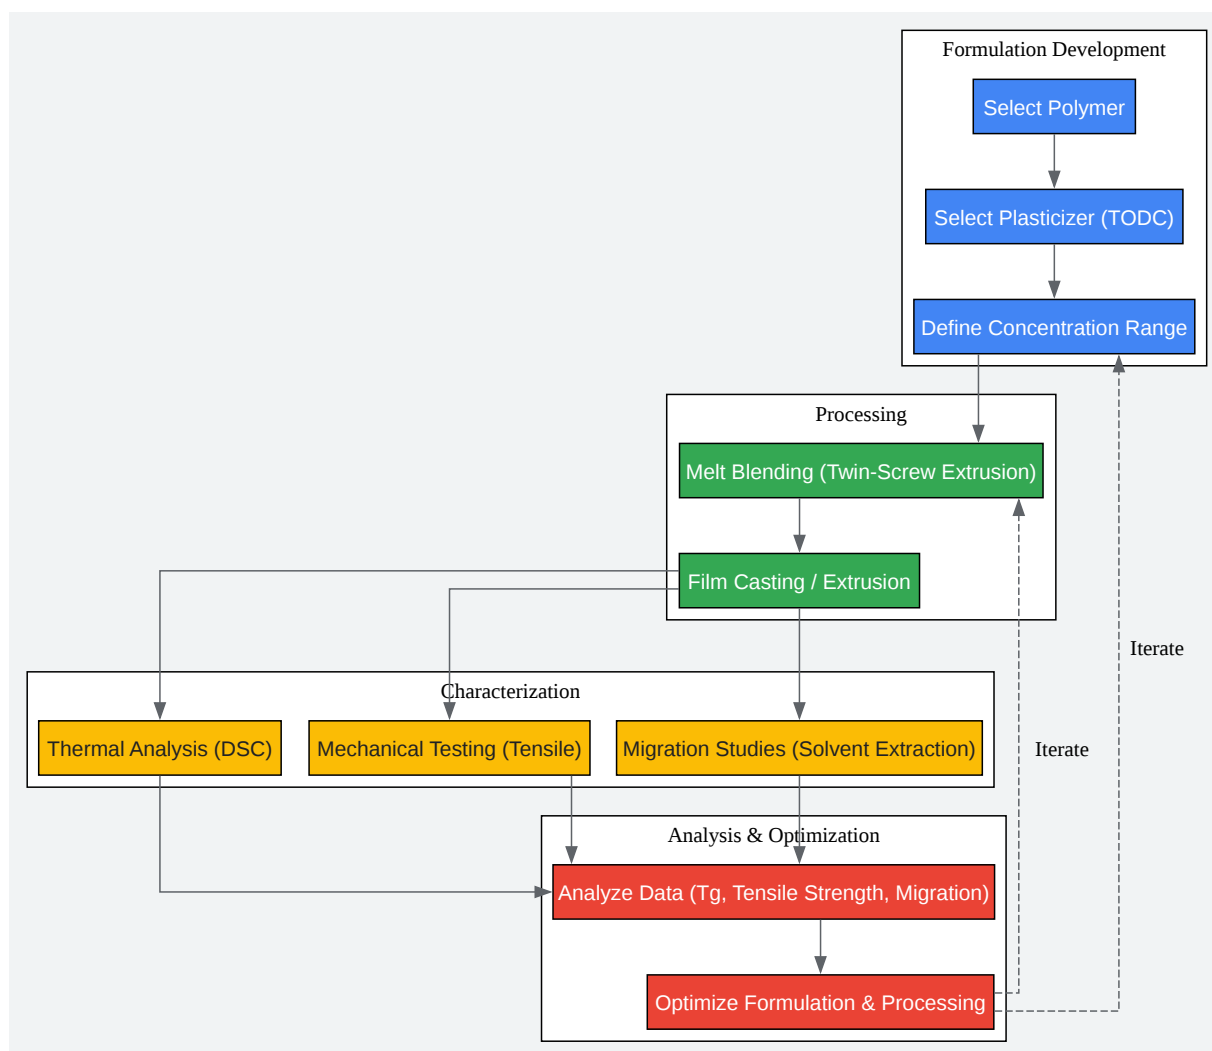 Formulation Development
Select Polymer
Select Plasticizer (TODC)
Define Concentration Range
Processing
Melt Blending (Twin-Screw Extrusion)
Film Casting / Extrusion
Iterate
Characterization
Thermal Analysis (DSC)
Mechanical Testing (Tensile)
Migration Studies (Solvent Extraction)
Iterate
Analysis & Optimization
Analyze Data (Tg, Tensile Strength, Migration)
Optimize Formulation & Processing